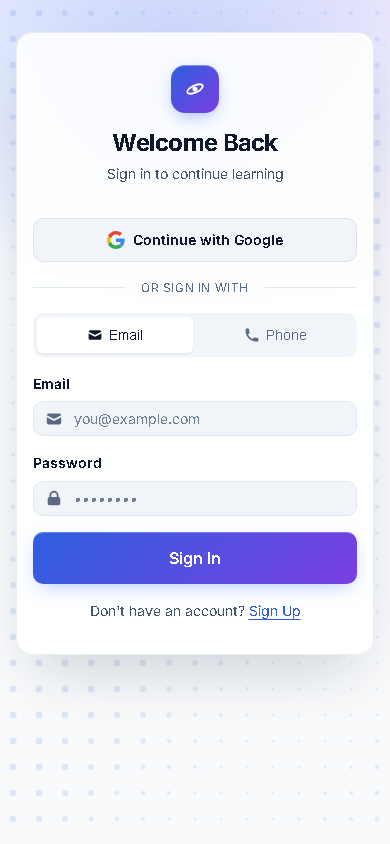 Welcome Back
Sign in to continue learning
Continue with Google
OR SIGN IN WITH
Email
Phone
Email
you@example.com
Password
••••••••
Sign In
Don't have an account? Sign Up